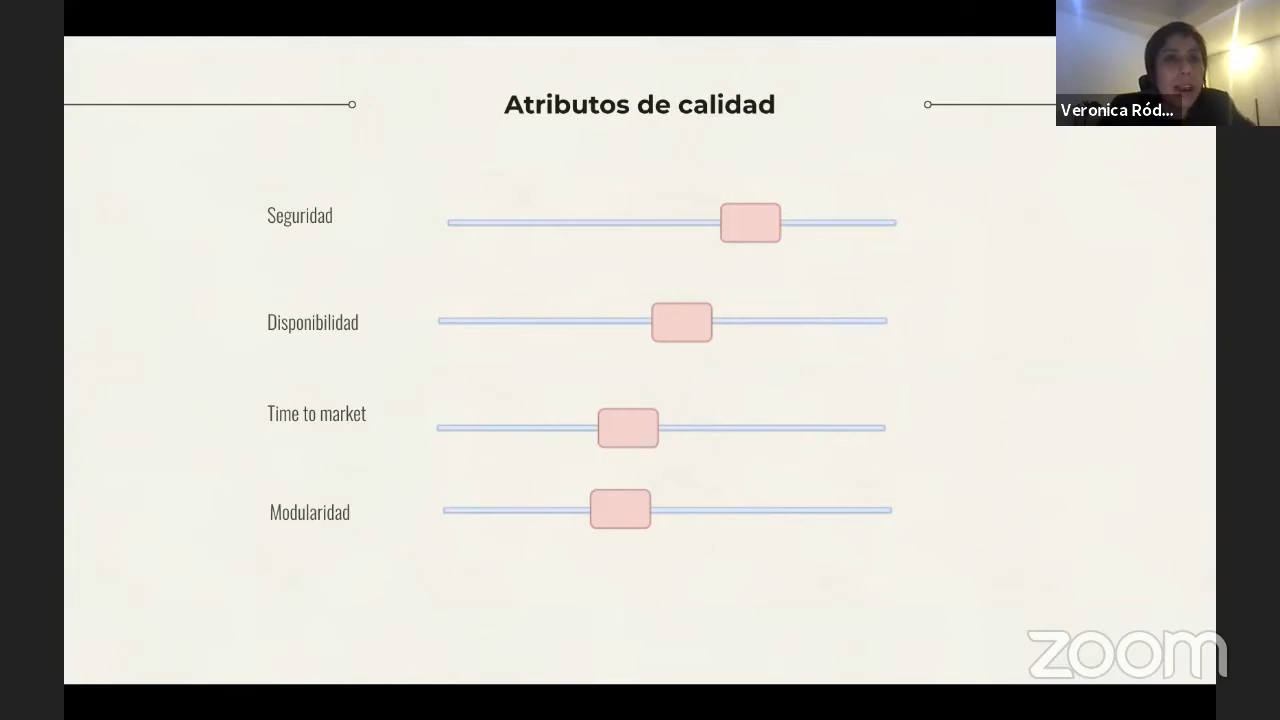 Atributos de calidad
Veronica Ród...
Seguridad
Disponibilidad
Time to market
Modularidad
zoom